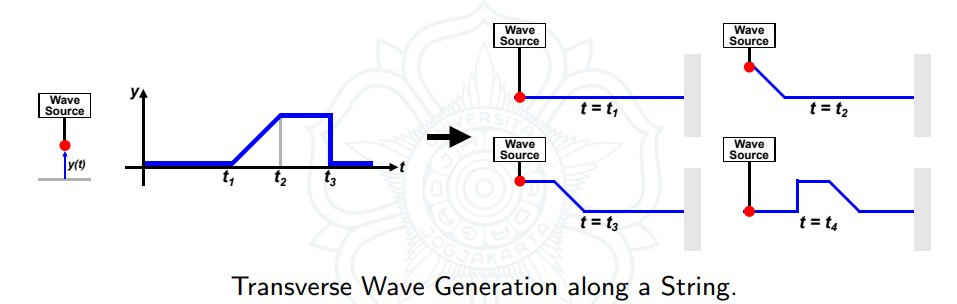 Wave
Source
y(t)
y
t₁
t₂
t₃
t
Wave
Source
t = t₁
Wave
Source
t = t₂
Wave
Source
t = t₃
Wave
Source
t = t₄
JOGJAKARTA
Transverse Wave Generation along a String.